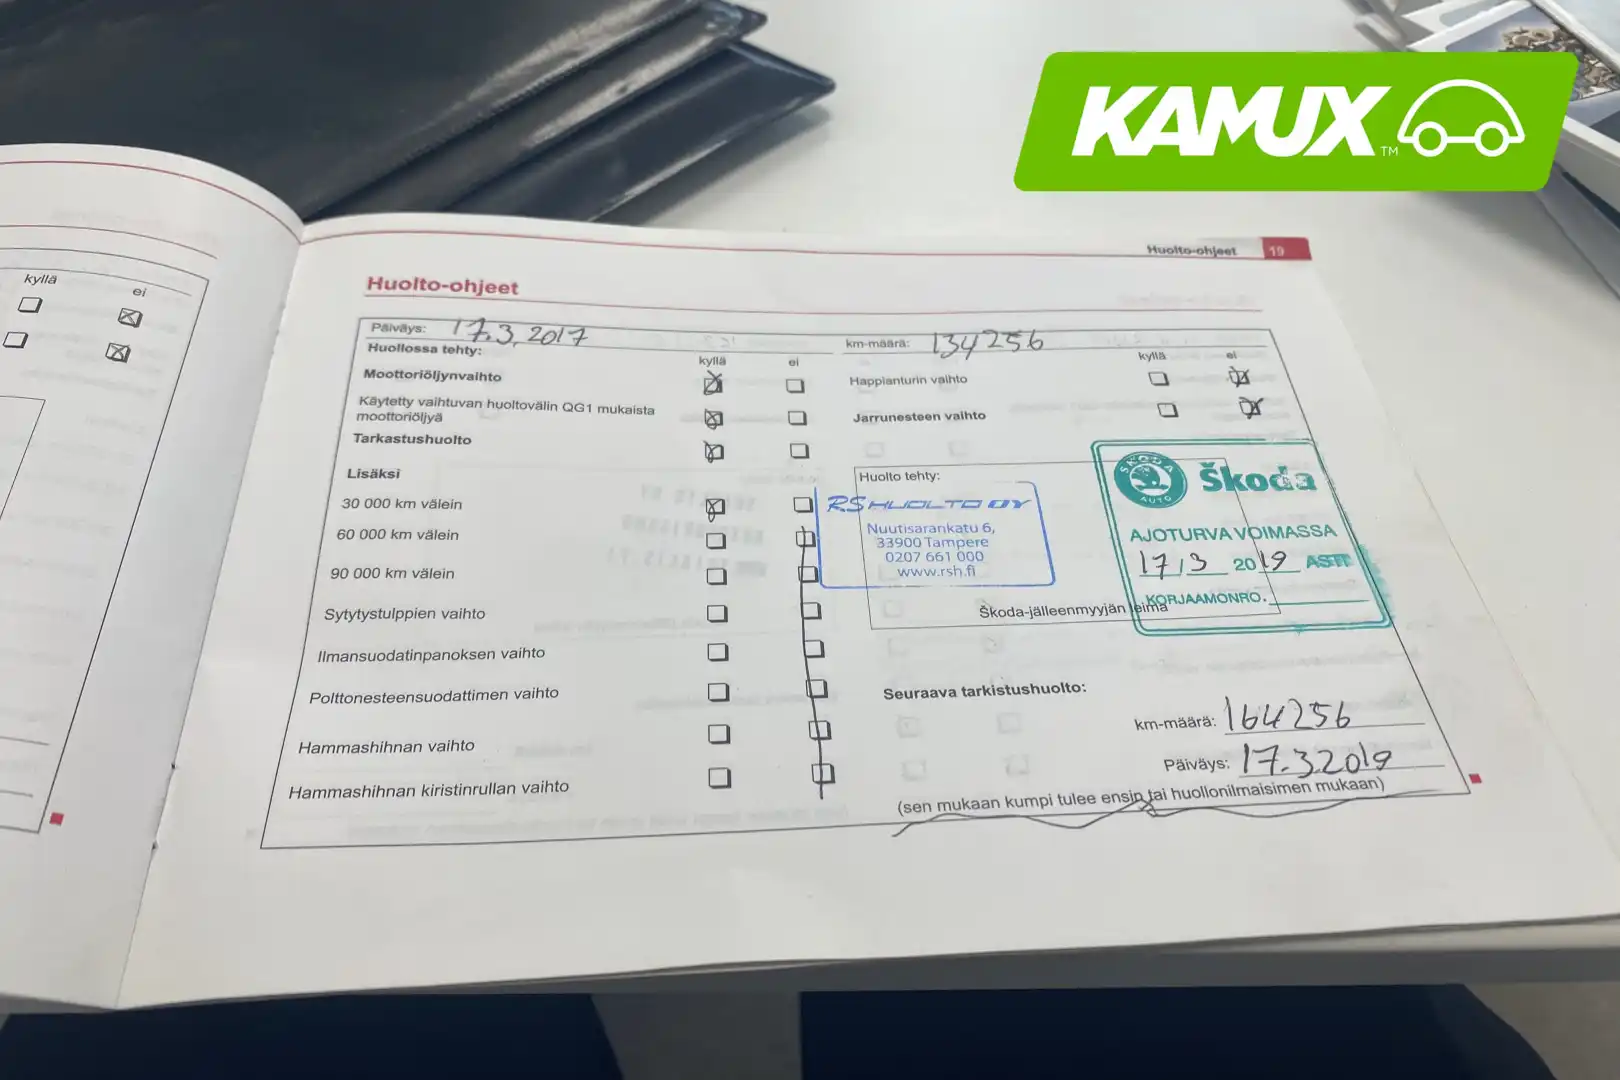 KAMUX™
Huolto-ohjeet 19
kyllä ei
Huolto-ohjeet
Päiväys: 17.3.2017 km-määrä: 134256
Huollossa tehty:
kyllä ei kyllä ei
Moottoriöljynvaihto
Happianturin vaihto
Käytetty vaihtuvan huoltovälin QG1 mukaista
moottoriöljyä
Jarrunesteen vaihto
Tarkastushuolto
Lisäksi
30 000 km välein
60 000 km välein
90 000 km välein
Sytytystulppien vaihto
Ilmansuodatinpanoksen vaihto
Polttonesteensuodattimen vaihto
Hammashihnan vaihto
Hammashihnan kiristinrullan vaihto
Huolto tehty:
RS HUOLTO OY
Nuutisarankatu 6,
33900 Tampere
0207 661 000
www.rsh.fi
ŠKODA
AUTO
Škoda
AJOTURVA VOIMASSA
17/3 2019 ASTI
KORJAAMONRO.
Škoda-jälleenmyyjän leima
Seuraava tarkistushuolto:
km-määrä: 164256
Päiväys: 17.3.2019
(sen mukaan kumpi tulee ensin tai huollonilmaisimen mukaan)